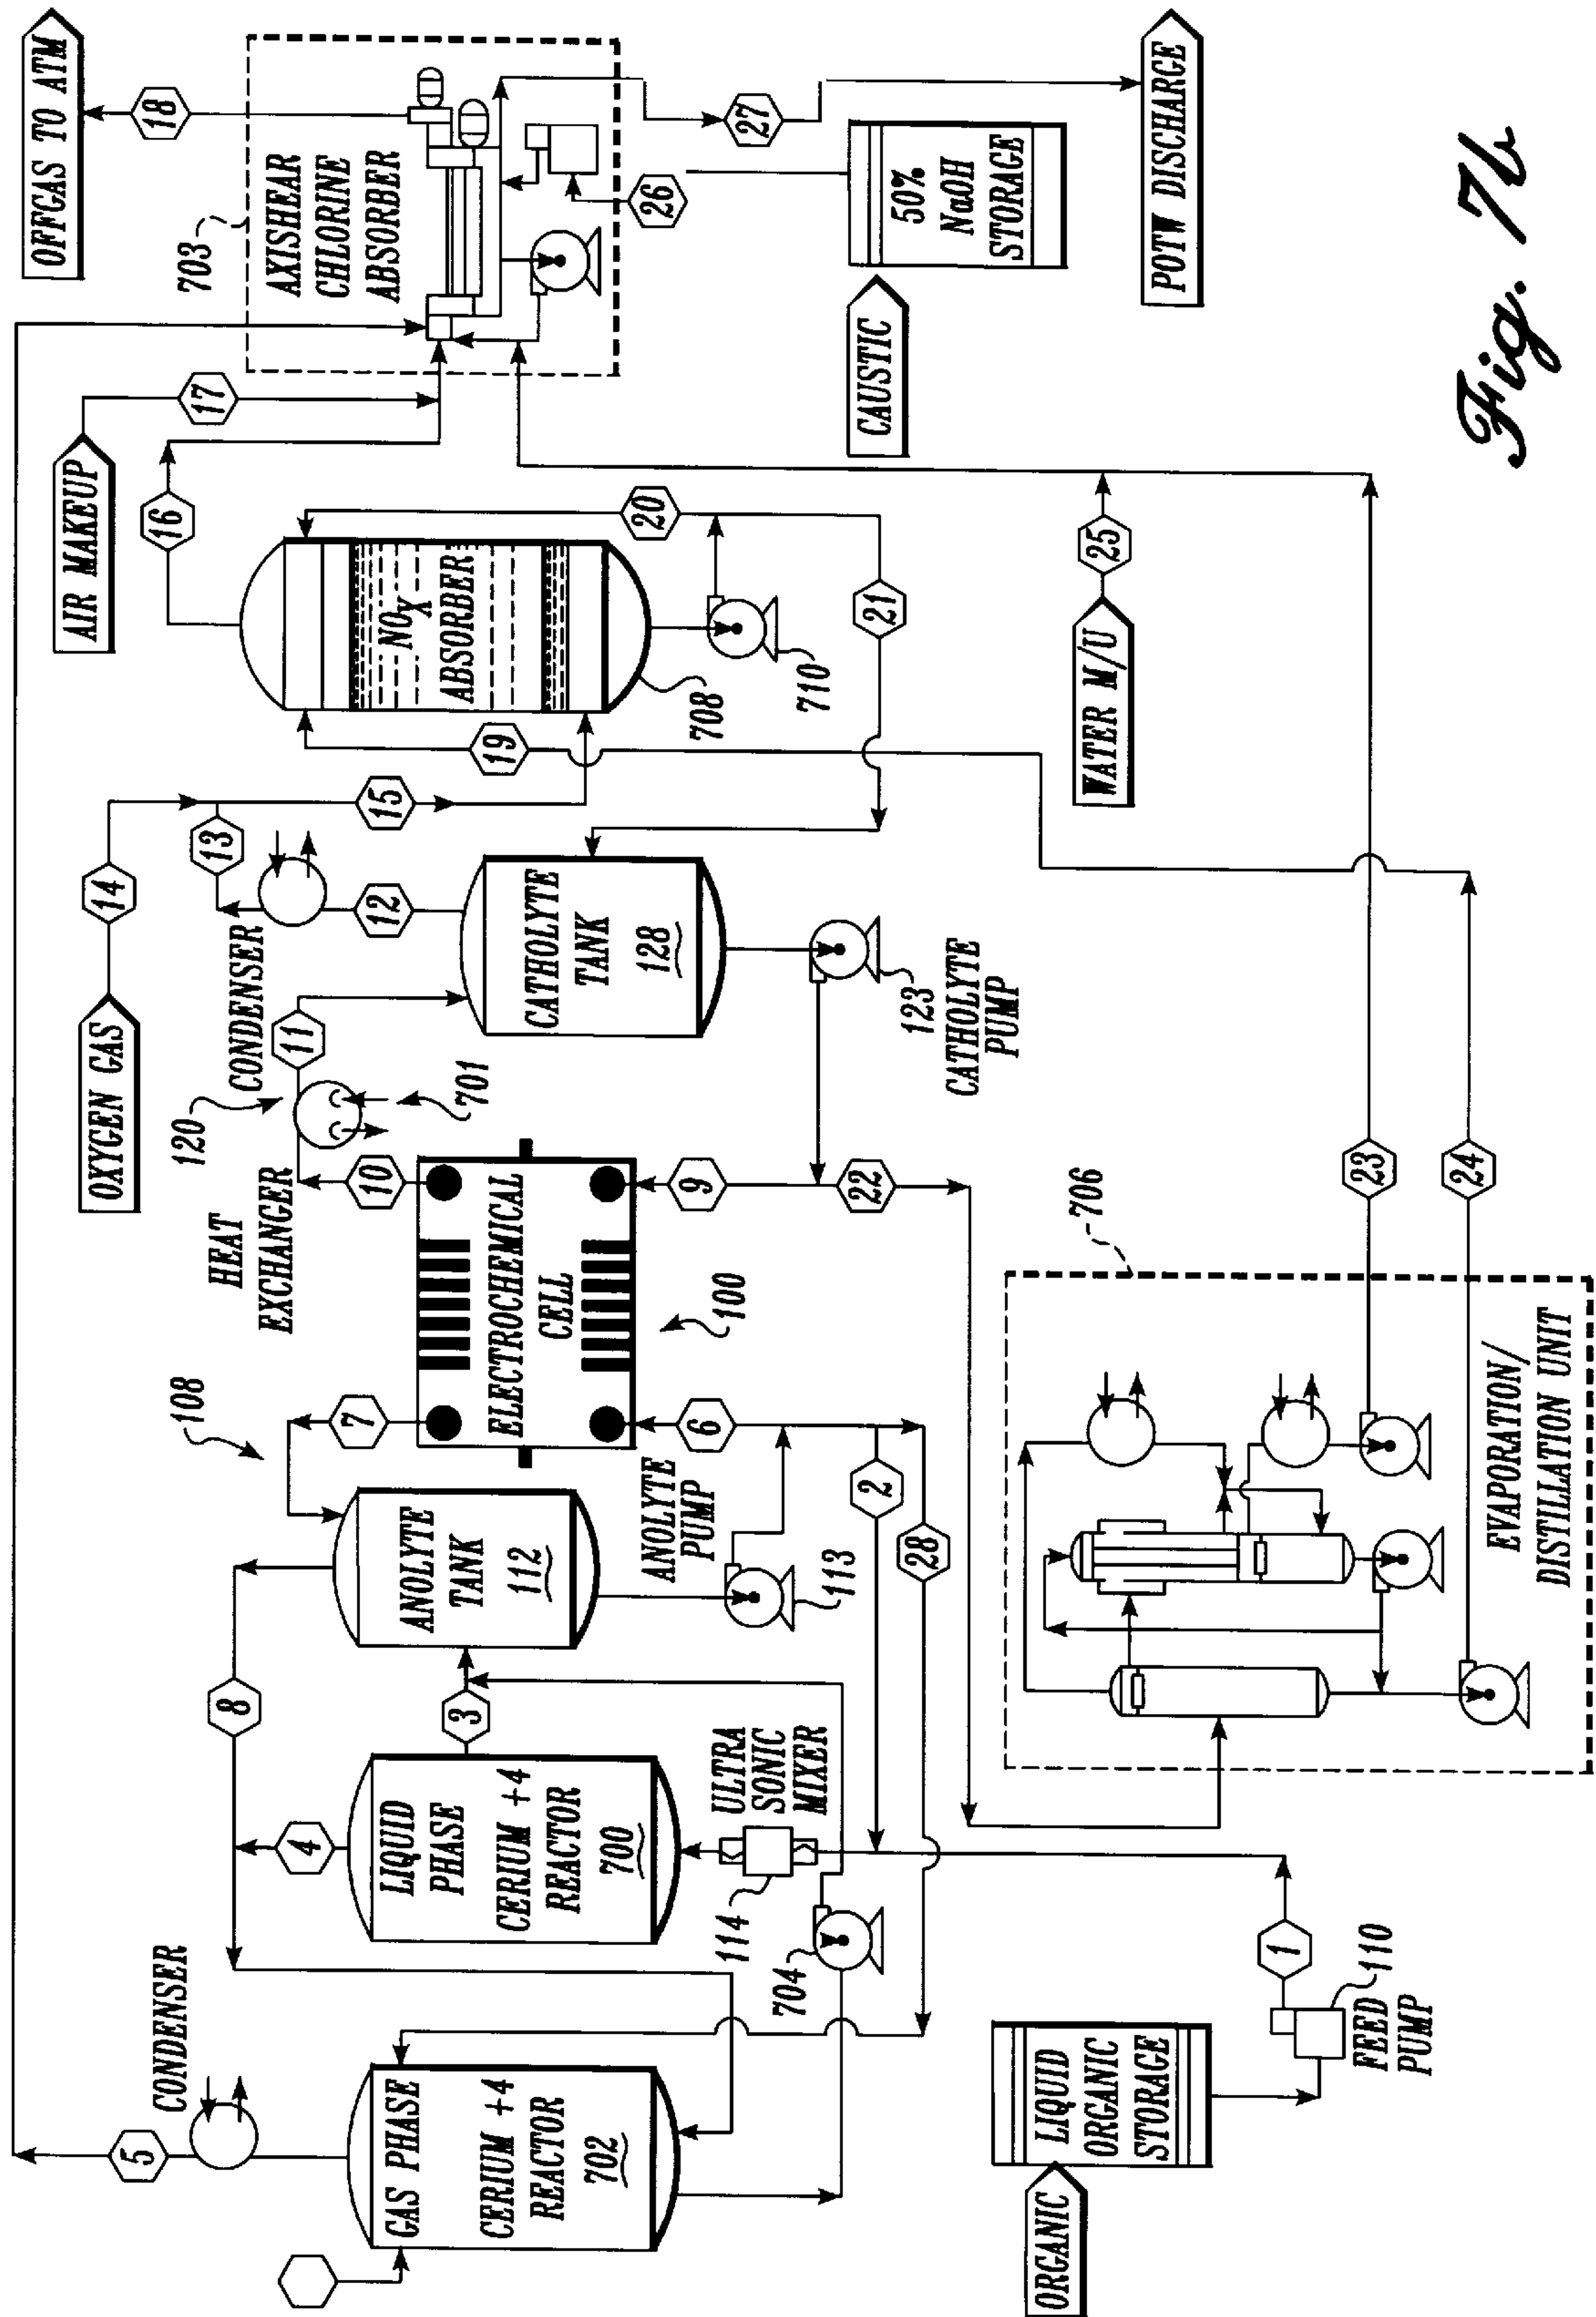 OFFGAS TO ATM
18
703
AXISHEAR
CHLORINE
ABSORBER
27
26
50%
NaOH
STORAGE
CAUSTIC
POTW DISCHARGE
AIR MAKEUP
17
16
NOX
ABSORBER
20
708
710
21
19
25
WATER M/U
OXYGEN GAS
14
13
15
CONDENSER
12
11
CATHOLYTE
TANK
128
123
CATHOLYTE
PUMP
120
701
HEAT
EXCHANGER
10
ELECTROCHEMICAL
CELL
100
9
22
23
24
706
EVAPORATION/
DISTILLATION UNIT
108
7
6
ANOLYTE
TANK
112
ANOLYTE
PUMP
113
2
28
8
3
4
LIQUID
PHASE
CERIUM +4
REACTOR
700
ULTRA
SONIC
MIXER
114
704
CONDENSER
5
GAS PHASE
CERIUM +4
REACTOR
702
1
110
FEED
PUMP
LIQUID
ORGANIC
STORAGE
ORGANIC
Fig. 7b